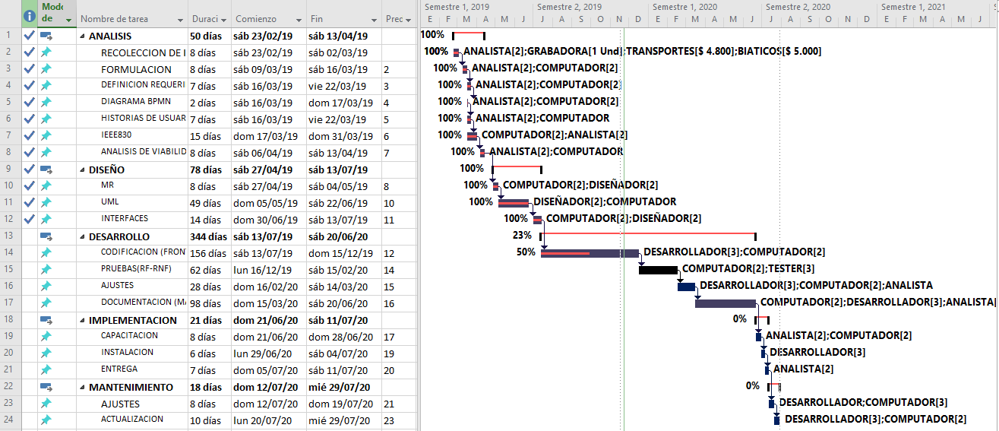 Modo de Nombre de tarea Duraci Comienzo Fin Prec
Semestre 1, 2019 Semestre 2, 2019 Semestre 1, 2020 Semestre 2, 2020 Semestre 1, 2021
E F M A M J J A S O N D E F M A M J J A S O N D E F M A M J
1 ANALISIS 50 días sáb 23/02/19 sáb 13/04/19 100%
2 RECOLECCION DE 8 días sáb 23/02/19 sáb 02/03/19 100% ANALISTA[2];GRABADORA[1 Und];TRANSPORTES[$ 4.800];BIATICOS[$ 5.000]
3 FORMULACION 8 días sáb 09/03/19 sáb 16/03/19 2 100% ANALISTA[2];COMPUTADOR[2]
4 DEFINICION REQUERI 7 días sáb 16/03/19 vie 22/03/19 3 100% ANALISTA[2];COMPUTADOR[2]
5 DIAGRAMA BPMN 2 días sáb 16/03/19 dom 17/03/19 4 100% ANALISTA[2];COMPUTADOR[2]
6 HISTORIAS DE USUAR 7 días sáb 16/03/19 vie 22/03/19 5 100% ANALISTA[2];COMPUTADOR
7 IEEE830 15 días dom 17/03/19 dom 31/03/19 6 100% COMPUTADOR[2];ANALISTA[2]
8 ANALISIS DE VIABILID 8 días sáb 06/04/19 sáb 13/04/19 7 100% ANALISTA[2];COMPUTADOR
9 DISEÑO 78 días sáb 27/04/19 sáb 13/07/19 100%
10 MR 8 días sáb 27/04/19 sáb 04/05/19 8 100% COMPUTADOR[2];DISEÑADOR[2]
11 UML 49 días dom 05/05/19 sáb 22/06/19 10 100% DISEÑADOR[2];COMPUTADOR
12 INTERFACES 14 días dom 30/06/19 sáb 13/07/19 11 100% COMPUTADOR[2];DISEÑADOR[2]
13 DESARROLLO 344 días sáb 13/07/19 sáb 20/06/20 23%
14 CODIFICACION (FRON 156 días sáb 13/07/19 dom 15/12/19 12 50% DESARROLLADOR[3];COMPUTADOR[2]
15 PRUEBAS(RF-RNF) 62 días lun 16/12/19 sáb 15/02/20 14 COMPUTADOR[2];TESTER[3]
16 AJUSTES 28 días dom 16/02/20 sáb 14/03/20 15 DESARROLLADOR[3];COMPUTADOR[2];ANALISTA
17 DOCUMENTACION (MA 98 días dom 15/03/20 sáb 20/06/20 16 COMPUTADOR[2];DESARROLLADOR[3];ANALISTA[
18 IMPLEMENTACION 21 días dom 21/06/20 sáb 11/07/20 0%
19 CAPACITACION 8 días dom 21/06/20 dom 28/06/20 17 ANALISTA[2];COMPUTADOR[2]
20 INSTALACION 6 días lun 29/06/20 sáb 04/07/20 19 DESARROLLADOR[3]
21 ENTREGA 7 días dom 05/07/20 sáb 11/07/20 20 ANALISTA[2]
22 MANTENIMIENTO 18 días dom 12/07/20 mié 29/07/20 0%
23 AJUSTES 8 días dom 12/07/20 dom 19/07/20 21 DESARROLLADOR;COMPUTADOR[3]
24 ACTUALIZACION 10 días lun 20/07/20 mié 29/07/20 23 DESARROLLADOR[3];COMPUTADOR[2]